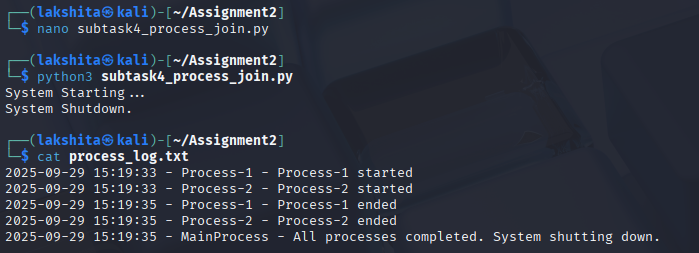 ┌──(lakshita㉿kali)-[~/Assignment2]
└─$ nano subtask4_process_join.py
┌──(lakshita㉿kali)-[~/Assignment2]
└─$ python3 subtask4_process_join.py
System Starting...
System Shutdown.
┌──(lakshita㉿kali)-[~/Assignment2]
└─$ cat process_log.txt
2025-09-29 15:19:33 - Process-1 - Process-1 started
2025-09-29 15:19:33 - Process-2 - Process-2 started
2025-09-29 15:19:35 - Process-1 - Process-1 ended
2025-09-29 15:19:35 - Process-2 - Process-2 ended
2025-09-29 15:19:35 - MainProcess - All processes completed. System shutting down.